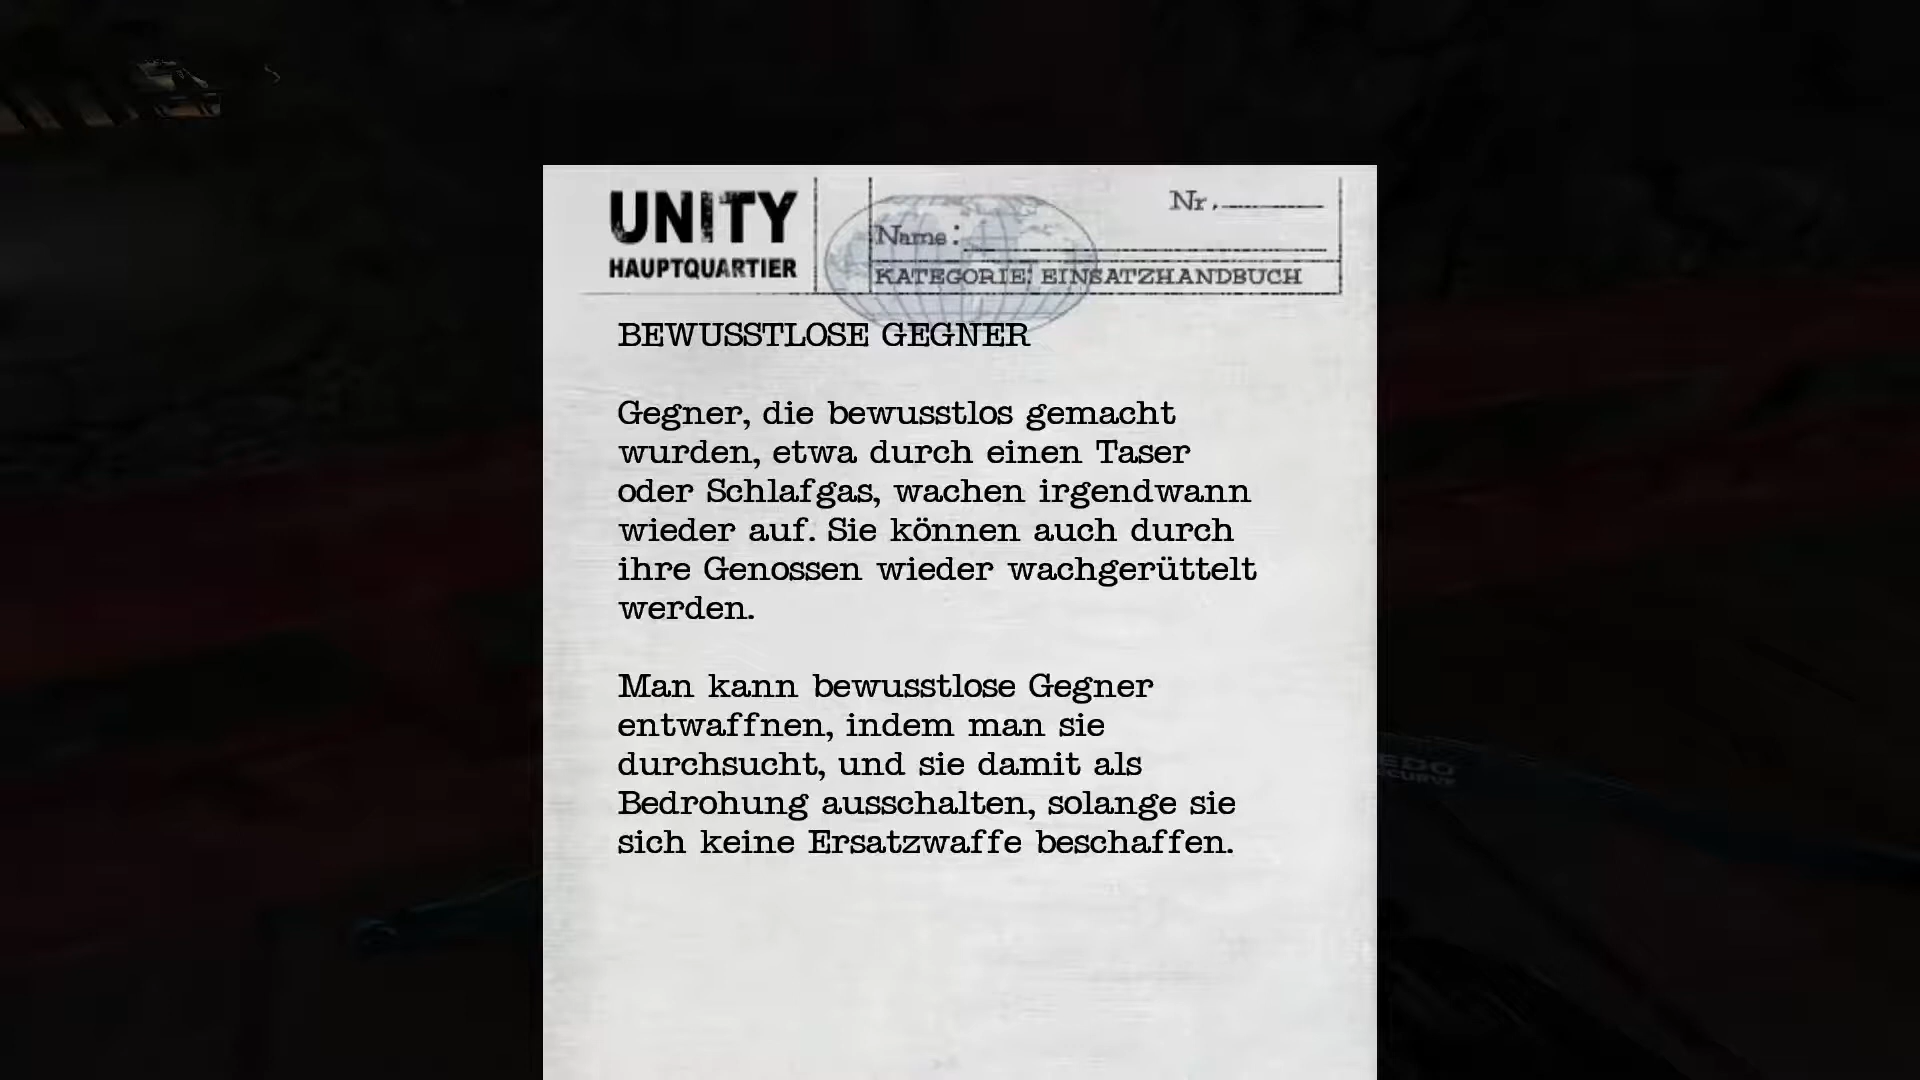 UNITY
HAUPTQUARTIER
Nr.
Name:
KATEGORIE: EINSATZHANDBUCH
BEWUSSTLOSE GEGNER
Gegner, die bewusstlos gemacht
wurden, etwa durch einen Taser
oder Schlafgas, wachen irgendwann
wieder auf. Sie können auch durch
ihre Genossen wieder wachgerüttelt
werden.
Man kann bewusstlose Gegner
entwaffnen, indem man sie
durchsucht, und sie damit als
Bedrohung ausschalten, solange sie
sich keine Ersatzwaffe beschaffen.